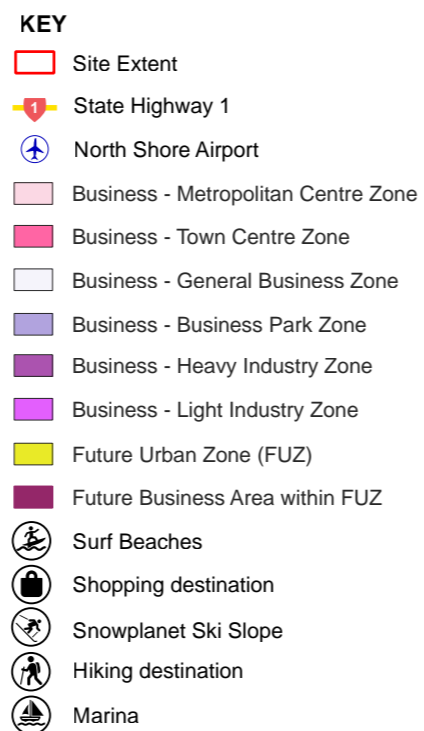 KEY
Site Extent
1 State Highway 1
North Shore Airport
Business - Metropolitan Centre Zone
Business - Town Centre Zone
Business - General Business Zone
Business - Business Park Zone
Business - Heavy Industry Zone
Business - Light Industry Zone
Future Urban Zone (FUZ)
Future Business Area within FUZ
Surf Beaches
Shopping destination
Snowplanet Ski Slope
Hiking destination
Marina